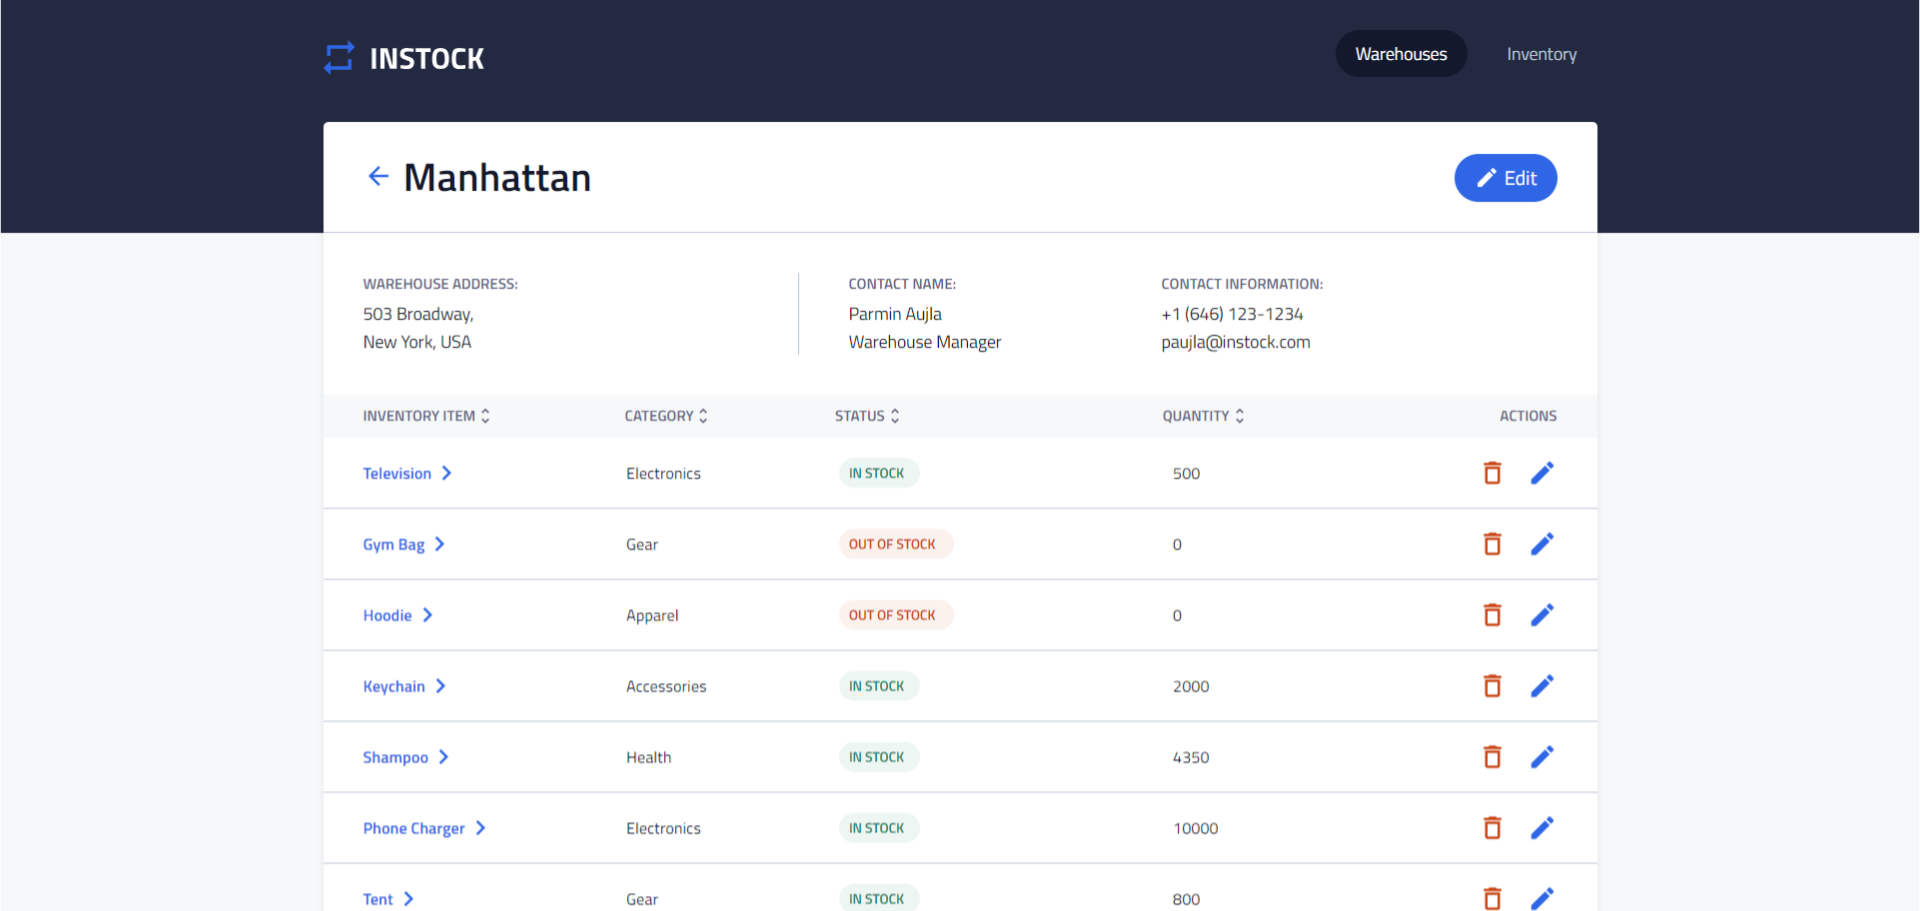 INSTOCK
Warehouses Inventory
Manhattan
Edit
WAREHOUSE ADDRESS:
503 Broadway,
New York, USA
CONTACT NAME:
Parmin Aujla
Warehouse Manager
CONTACT INFORMATION:
+1 (646) 123-1234
paujla@instock.com
INVENTORY ITEM CATEGORY STATUS QUANTITY ACTIONS
Television Electronics IN STOCK 500
Gym Bag Gear OUT OF STOCK 0
Hoodie Apparel OUT OF STOCK 0
Keychain Accessories IN STOCK 2000
Shampoo Health IN STOCK 4350
Phone Charger Electronics IN STOCK 10000
Tent Gear IN STOCK 800